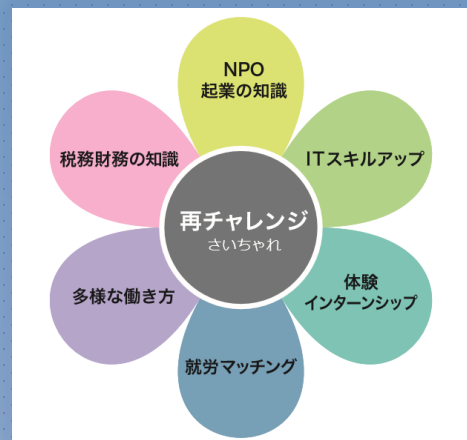 NPO
起業の知識
ITスキルアップ
体験
インターンシップ
就労マッチング
多様な働き方
税務財務の知識
再チャレンジ
さいちゃれ